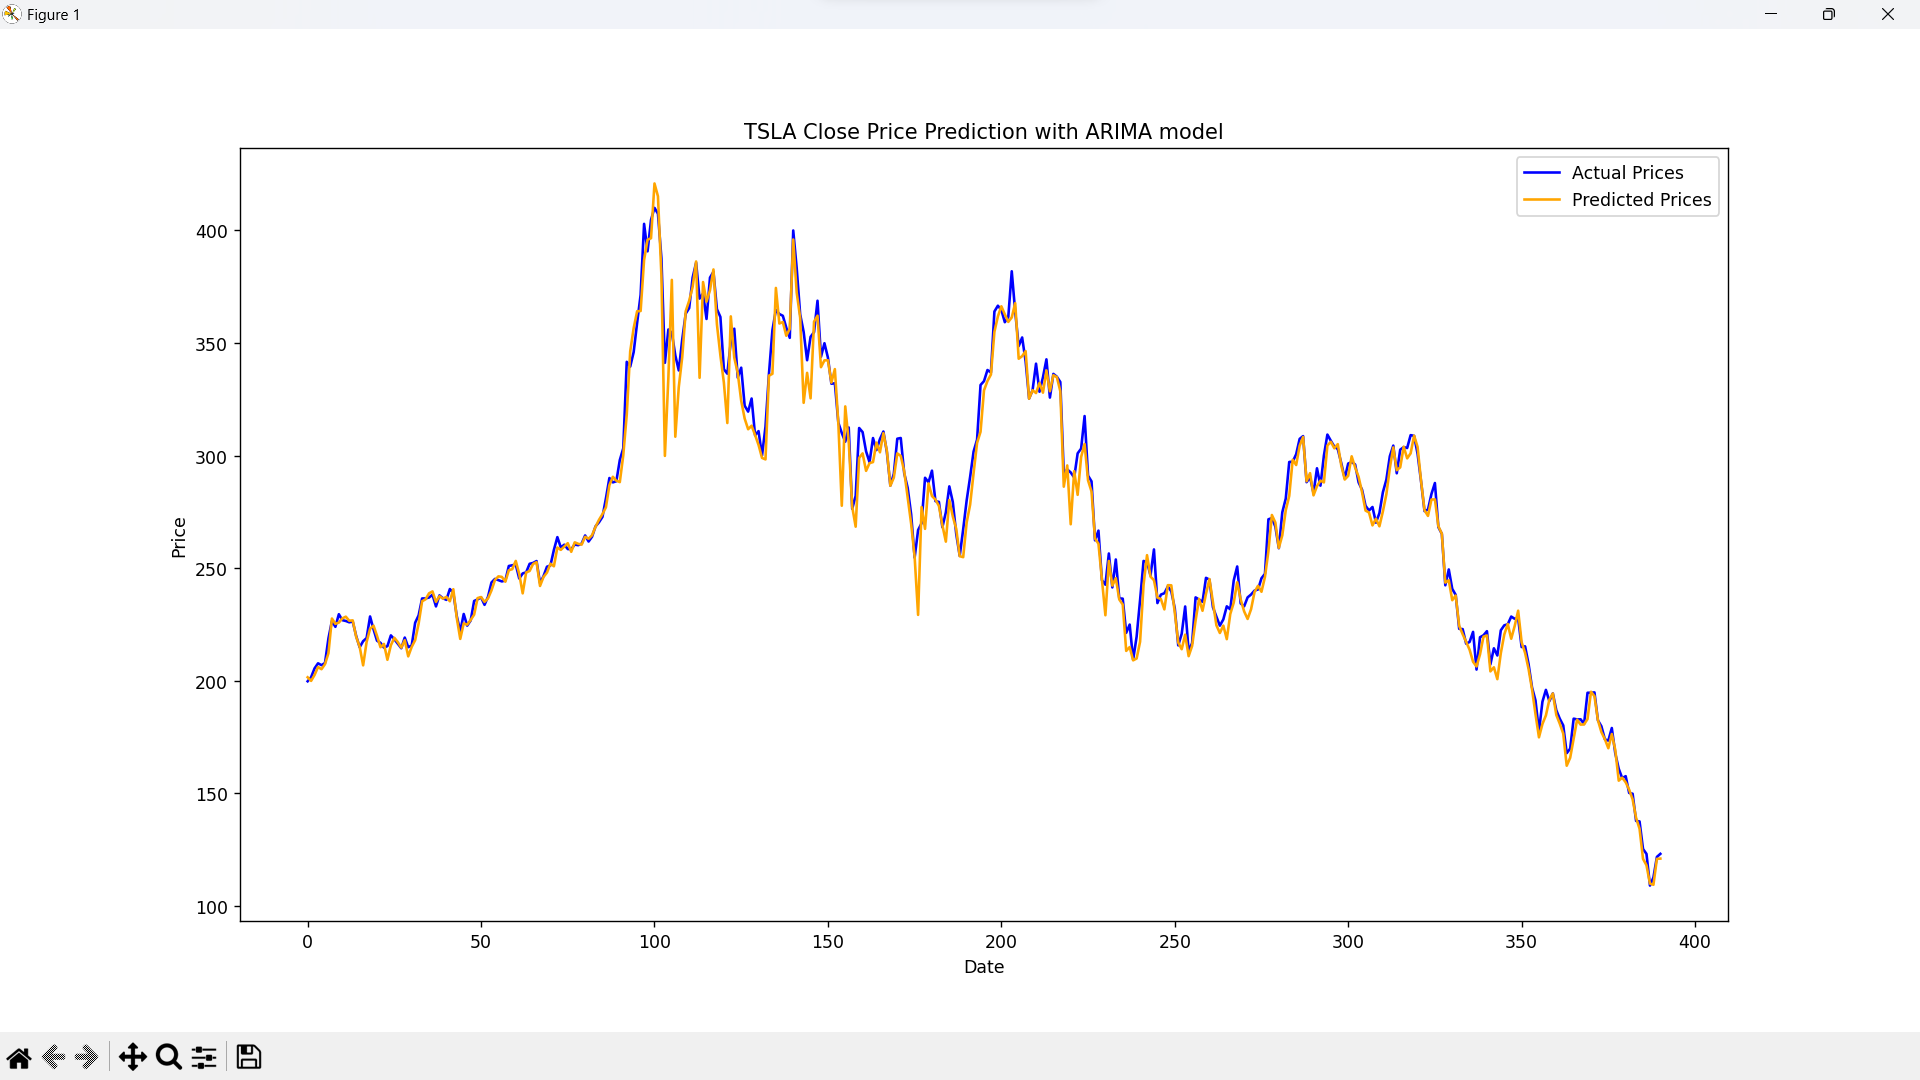 Figure 1
TSLA Close Price Prediction with ARIMA model
Actual Prices
Predicted Prices
400
350
300
250
200
150
100
Price
0 50 100 150 200 250 300 350 400
Date